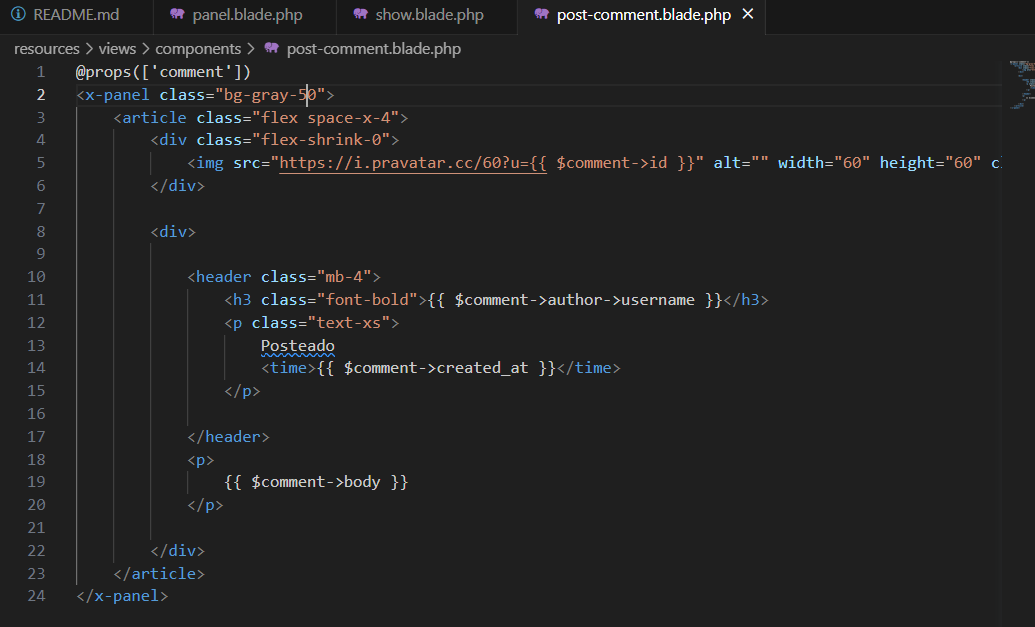 README.md panel.blade.php show.blade.php post-comment.blade.php ×
resources > views > components > post-comment.blade.php
1 @props(['comment'])
2 <x-panel class="bg-gray-50">
3 <article class="flex space-x-4">
4 <div class="flex-shrink-0">
5 <img src="https://i.pravatar.cc/60?u={{ $comment->id }}" alt="" width="60" height="60" cl
6 </div>
7
8 <div>
9
10 <header class="mb-4">
11 <h3 class="font-bold">{{ $comment->author->username }}</h3>
12 <p class="text-xs">
13 Posteado
14 <time>{{ $comment->created_at }}</time>
15 </p>
16
17 </header>
18 <p>
19 {{ $comment->body }}
20 </p>
21
22 </div>
23 </article>
24 </x-panel>